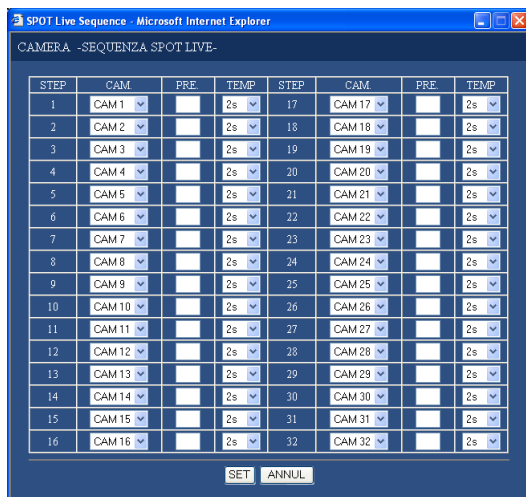 SPOT Live Sequence - Microsoft Internet Explorer
CAMERA -SEQUENZA SPOT LIVE-
STEP CAM. PRE. TEMP STEP CAM. PRE. TEMP
1 CAM 1 2s 17 CAM 17 2s
2 CAM 2 2s 18 CAM 18 2s
3 CAM 3 2s 19 CAM 19 2s
4 CAM 4 2s 20 CAM 20 2s
5 CAM 5 2s 21 CAM 21 2s
6 CAM 6 2s 22 CAM 22 2s
7 CAM 7 2s 23 CAM 23 2s
8 CAM 8 2s 24 CAM 24 2s
9 CAM 9 2s 25 CAM 25 2s
10 CAM 10 2s 26 CAM 26 2s
11 CAM 11 2s 27 CAM 27 2s
12 CAM 12 2s 28 CAM 28 2s
13 CAM 13 2s 29 CAM 29 2s
14 CAM 14 2s 30 CAM 30 2s
15 CAM 15 2s 31 CAM 31 2s
16 CAM 16 2s 32 CAM 32 2s
SET ANNUL